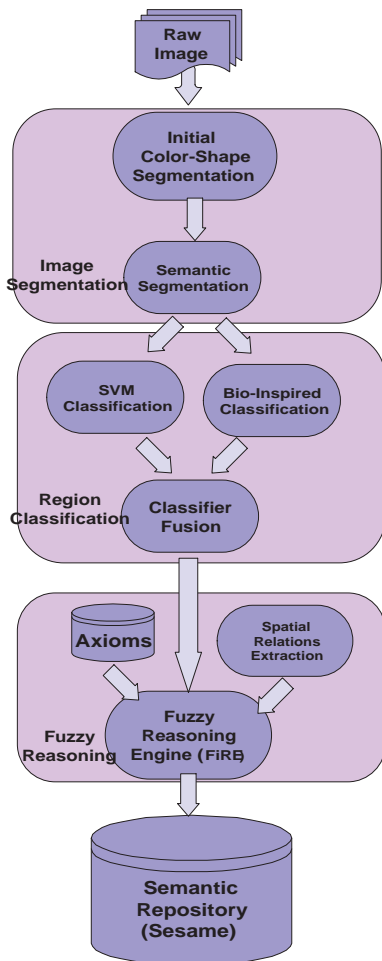 Raw
Image
Initial
Color-Shape
Segmentation
Image
Segmentation
Semantic
Segmentation
SVM
Classification
Bio-Inspired
Classification
Region
Classification
Classifier
Fusion
Axioms
Spatial
Relations
Extraction
Fuzzy
Reasoning
Fuzzy
Reasoning
Engine (FiRE)
Semantic
Repository
(Sesame)